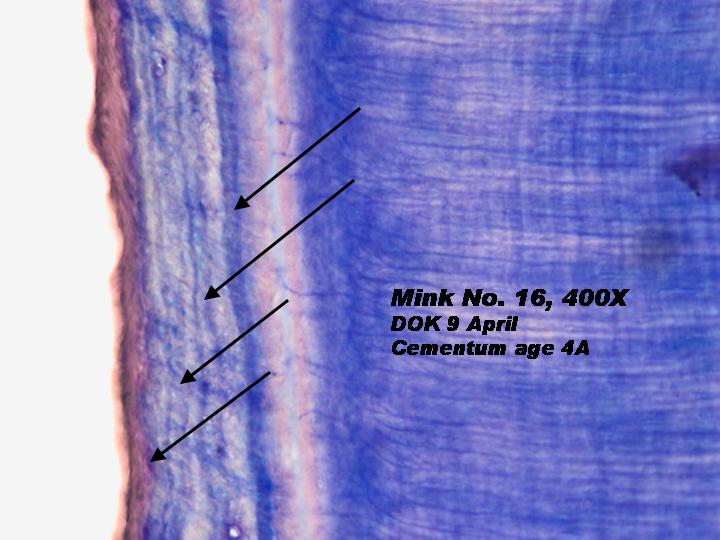 Mink No. 16, 400X
DOK 9 April
Cementum age 4A